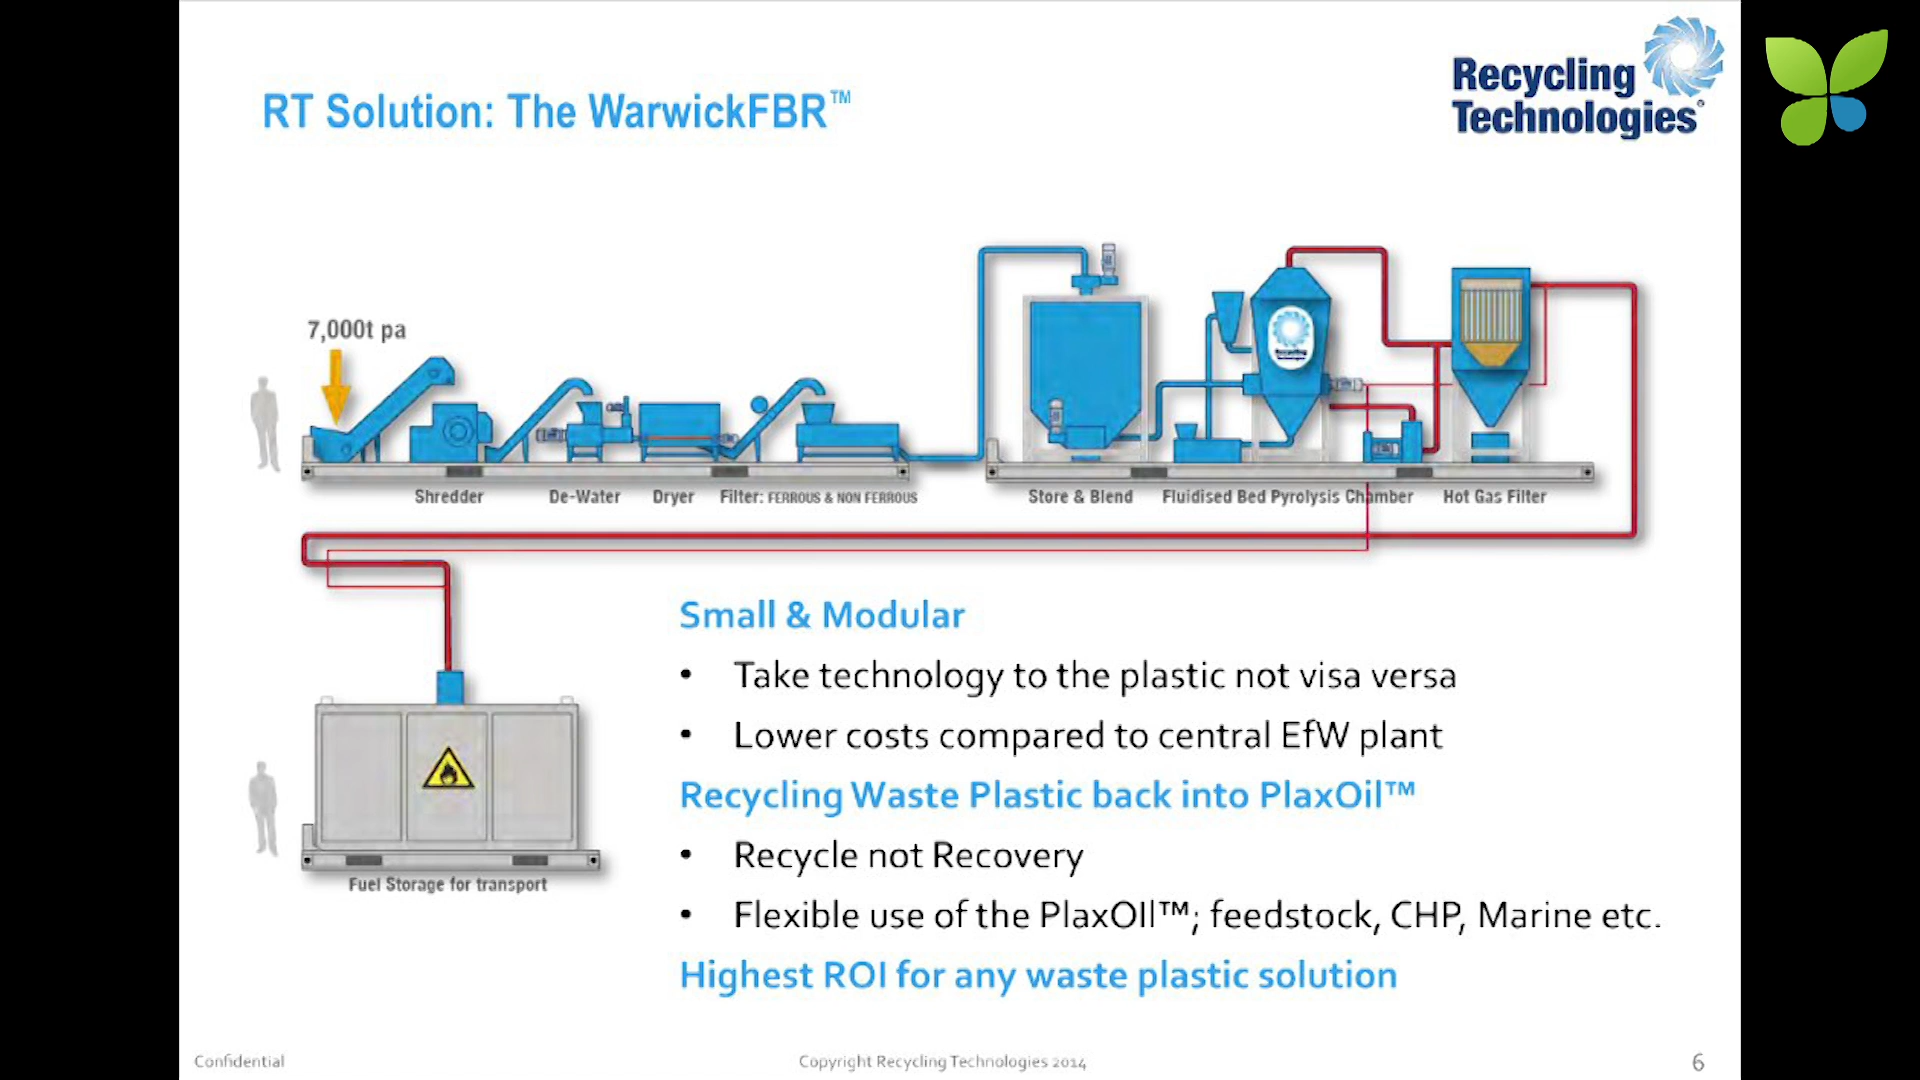 RT Solution: The WarwickFBR™
Recycling
Technologies®
7,000t pa
Shredder
De-Water
Dryer
Filter: FERROUS & NON FERROUS
Store & Blend
Fluidised Bed Pyrolysis Chamber
Hot Gas Filter
Fuel Storage for transport
Small & Modular
• Take technology to the plastic not visa versa
• Lower costs compared to central EfW plant
Recycling Waste Plastic back into PlaxOil™
• Recycle not Recovery
• Flexible use of the PlaxOIl™; feedstock, CHP, Marine etc.
Highest ROI for any waste plastic solution
Confidential
Copyright Recycling Technologies 2014
6